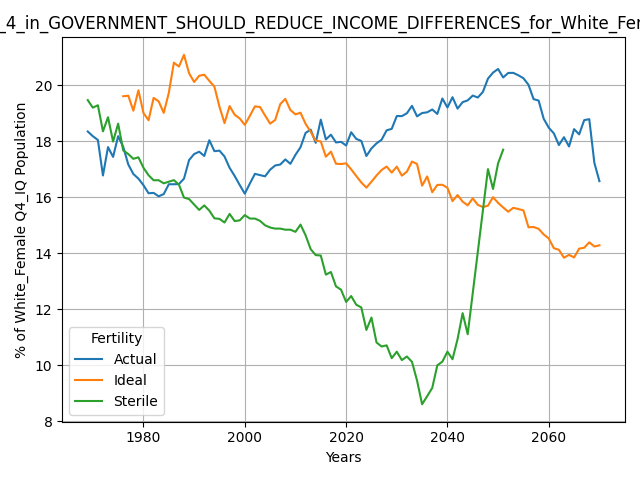 _4_in_GOVERNMENT_SHOULD_REDUCE_INCOME_DIFFERENCES_for_White_Fem
% of White_Female Q4_IQ Population
20
18
16
14
12
10
8
Fertility
Actual
Ideal
Sterile
1980 2000 2020 2040 2060
Years